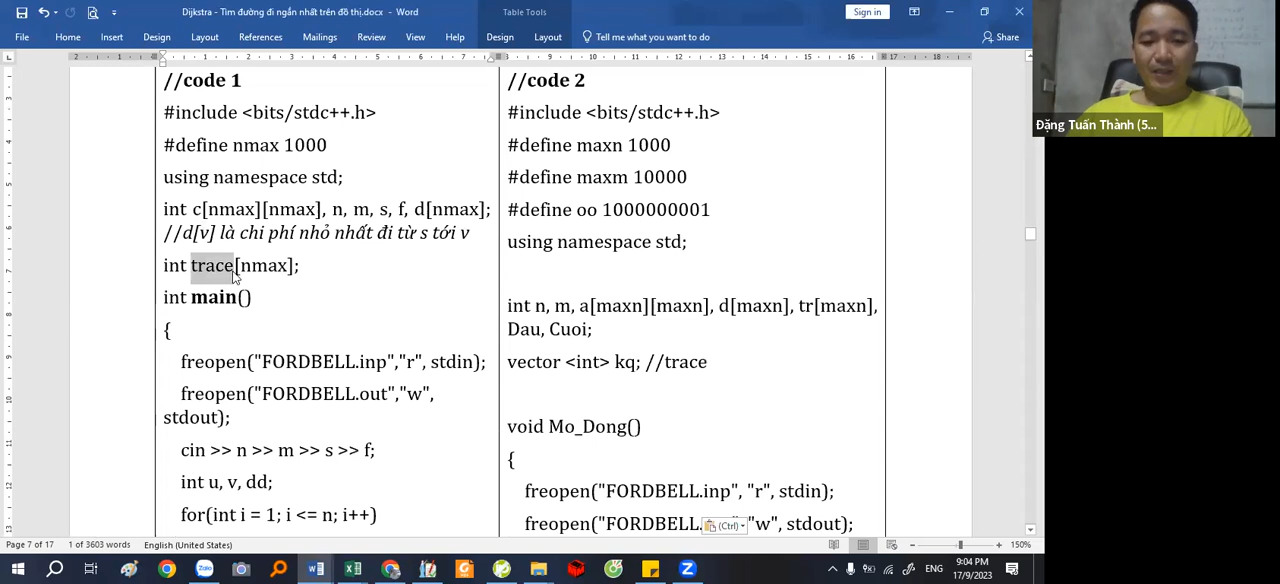 Dijkstra - Tìm đường đi ngắn nhất trên đồ thị.docx - Word
Table Tools
Sign in
File Home Insert Design Layout References Mailings Review View Help Design Layout Tell me what you want to do Share
//code 1
#include <bits/stdc++.h>
#define nmax 1000
using namespace std;
int c[nmax][nmax], n, m, s, f, d[nmax];
//d[v] là chi phí nhỏ nhất đi từ s tới v
int trace[nmax];
int main()
{
freopen("FORDBELL.inp","r", stdin);
freopen("FORDBELL.out","w",
stdout);
cin >> n >> m >> s >> f;
int u, v, dd;
for(int i = 1; i <= n; i++)
//code 2
#include <bits/stdc++.h>
#define maxn 1000
#define maxm 10000
#define oo 1000000001
using namespace std;
int n, m, a[maxn][maxn], d[maxn], tr[maxn],
Dau, Cuoi;
vector <int> kq; //trace
void Mo_Dong()
{
freopen("FORDBELL.inp", "r", stdin);
freopen("FORDBELL. "w", stdout);
(Ctrl)
Đặng Tuấn Thành (5...
Page 7 of 17 1 of 3603 words English (United States) 150%
ENG
9:04 PM
17/9/2023